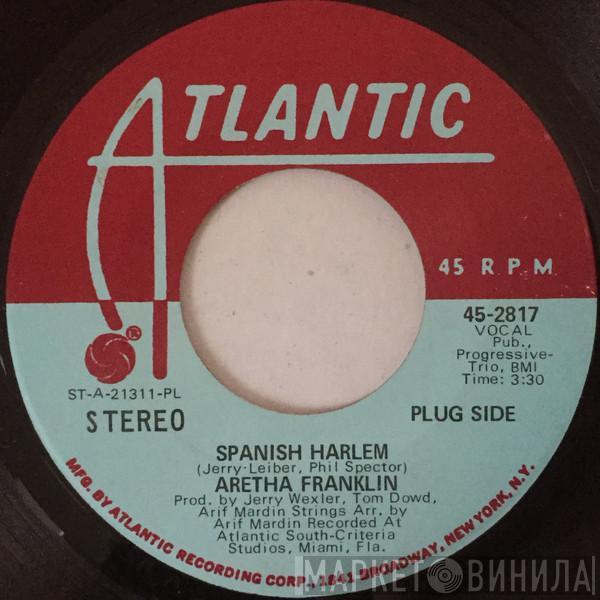 ATLANTIC
45 R.P.M.
®
ST-A-21311-PL
STEREO
45-2817
VOCAL
Pub.,
Progressive-
Trio, BMI
Time: 3:30
PLUG SIDE
SPANISH HARLEM
(Jerry Leiber, Phil Spector)
ARETHA FRANKLIN
Prod. by Jerry Wexler, Tom Dowd,
Arif Mardin Strings Arr. by
Arif Mardin Recorded At
Atlantic South-Criteria
Studios, Miami, Fla.
MFG. BY ATLANTIC RECORDING CORP., 1841 BROADWAY, NEW YORK, N.Y.
МАРКЕТ ВИНИЛА